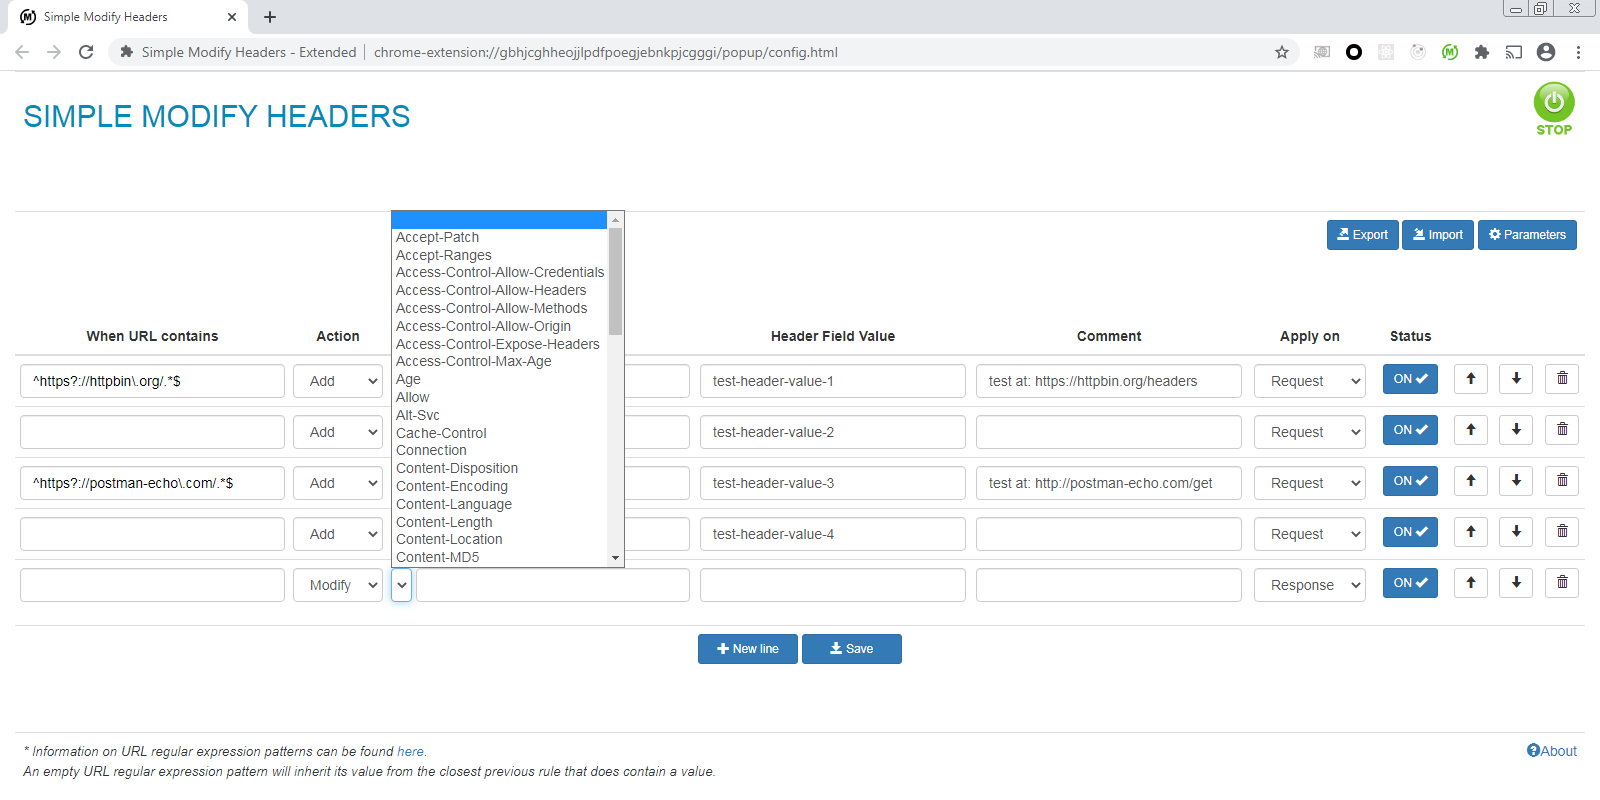 Simple Modify Headers
Simple Modify Headers - Extended | chrome-extension://gbhjcghheojjlpdfpoegjebnkpjcgggi/popup/config.html
SIMPLE MODIFY HEADERS
STOP
Export Import Parameters
Accept-Patch
Accept-Ranges
Access-Control-Allow-Credentials
Access-Control-Allow-Headers
Access-Control-Allow-Methods
Access-Control-Allow-Origin
Access-Control-Expose-Headers
Access-Control-Max-Age
Age
Allow
Alt-Svc
Cache-Control
Connection
Content-Disposition
Content-Encoding
Content-Language
Content-Length
Content-Location
Content-MD5
When URL contains Action Header Field Value Comment Apply on Status
^https?://httpbin\.org/.*$ Add test-header-value-1 test at: https://httpbin.org/headers Request ON
Add test-header-value-2 Request ON
^https?://postman-echo\.com/.*$ Add test-header-value-3 test at: http://postman-echo.com/get Request ON
Add test-header-value-4 Request ON
Modify Response ON
New line Save
* Information on URL regular expression patterns can be found here. About
An empty URL regular expression pattern will inherit its value from the closest previous rule that does contain a value.